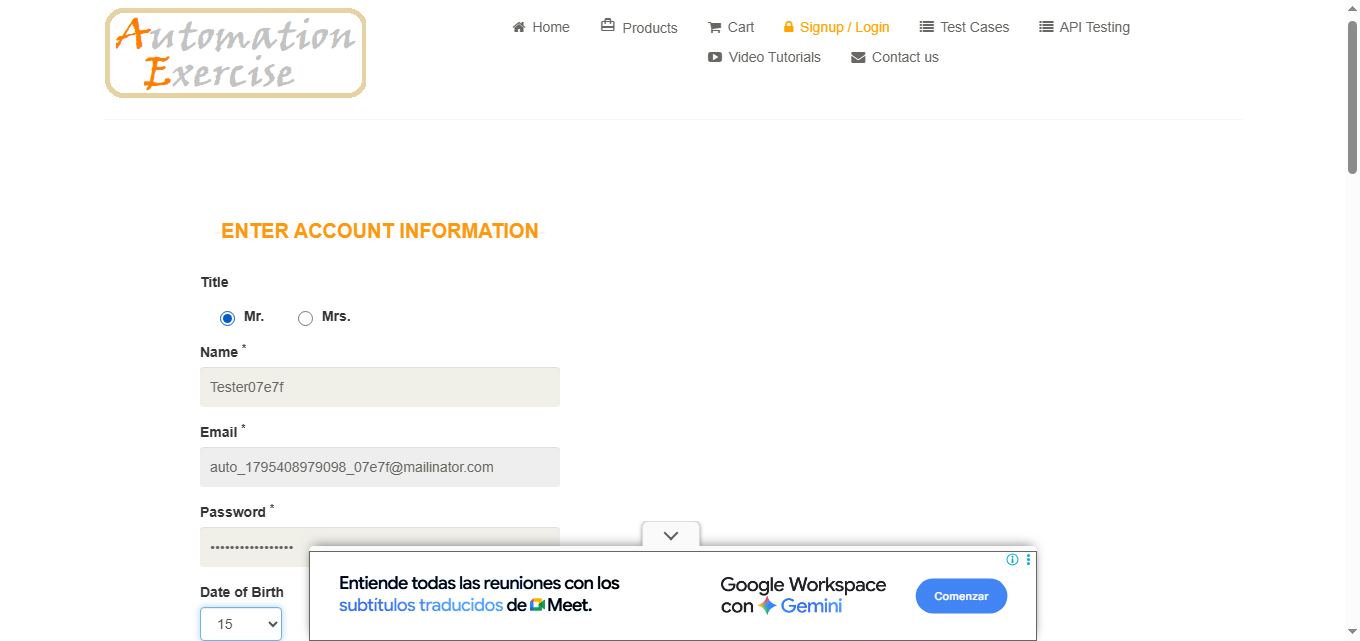 Automation
Exercise
Home Products Cart Signup / Login Test Cases API Testing
Video Tutorials Contact us
ENTER ACCOUNT INFORMATION
Title
Mr. Mrs.
Name *
Tester07e7f
Email *
auto_1795408979098_07e7f@mailinator.com
Password *
•••••••••••••••••
Date of Birth
15
Entiende todas las reuniones con los
subtítulos traducidos de Meet.
Google Workspace
con Gemini
Comenzar